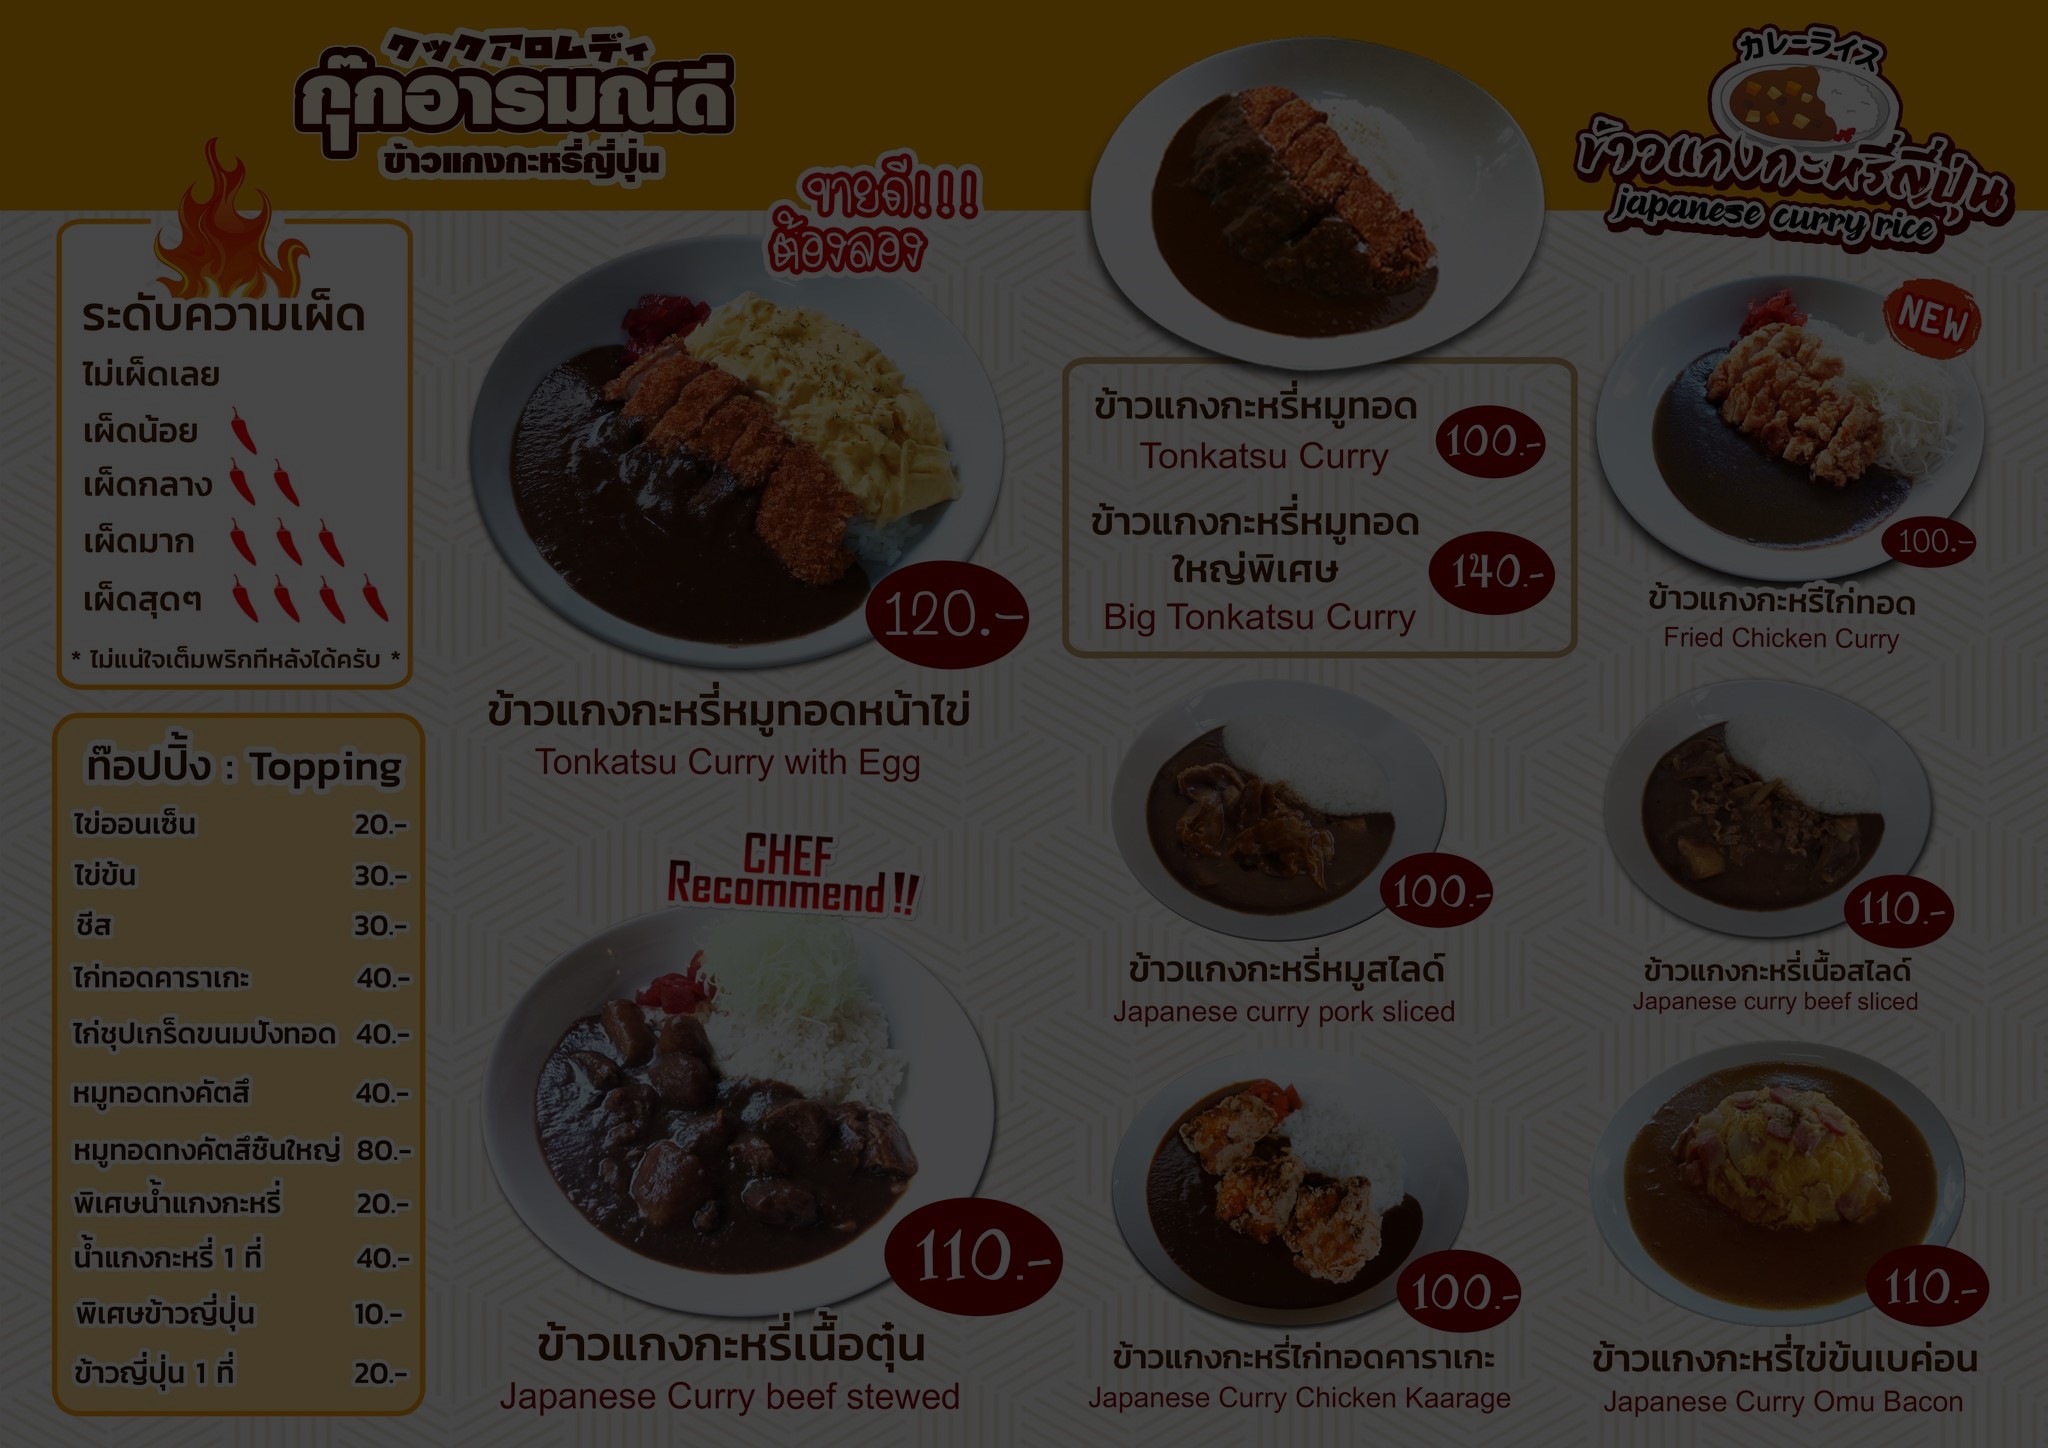 クックアロムディ
กุ๊กอารมณ์ดี
ข้าวแกงกะหรี่ญี่ปุ่น
カレーライス
ข้าวแกงกะหรี่ญี่ปุ่น
japanese curry rice
ระดับความเผ็ด
ไม่เผ็ดเลย
เผ็ดน้อย
เผ็ดกลาง
เผ็ดมาก
เผ็ดสุดๆ
* ไม่แน่ใจเติมพริกทีหลังได้ครับ *
ท๊อปปิ้ง : Topping
ไข่ออนเซ็น 20.-
ไข่ข้น 30.-
ชีส 30.-
ไก่ทอดคาราเกะ 40.-
ไก่ชุปเกร็ดขนมปังทอด 40.-
หมูทอดทงคัตสึ 40.-
หมูทอดทงคัตสึชิ้นใหญ่ 80.-
พิเศษน้ำแกงกะหรี่ 20.-
น้ำแกงกะหรี่ 1 ที่ 40.-
พิเศษข้าวญี่ปุ่น 10.-
ข้าวญี่ปุ่น 1 ที่ 20.-
ขายดี!!!
ต้องลอง
120.-
ข้าวแกงกะหรี่หมูทอดหน้าไข่
Tonkatsu Curry with Egg
CHEF
Recommend!!
110.-
ข้าวแกงกะหรี่เนื้อตุ๋น
Japanese Curry beef stewed
ข้าวแกงกะหรี่หมูทอด
Tonkatsu Curry
100.-
ข้าวแกงกะหรี่หมูทอด
ใหญ่พิเศษ
Big Tonkatsu Curry
140.-
NEW
100.-
ข้าวแกงกะหรี่ไก่ทอด
Fried Chicken Curry
100.-
ข้าวแกงกะหรี่หมูสไลด์
Japanese curry pork sliced
110.-
ข้าวแกงกะหรี่เนื้อสไลด์
Japanese curry beef sliced
100.-
ข้าวแกงกะหรี่ไก่ทอดคาราเกะ
Japanese Curry Chicken Kaarage
110.-
ข้าวแกงกะหรี่ไข่ข้นเบค่อน
Japanese Curry Omu Bacon